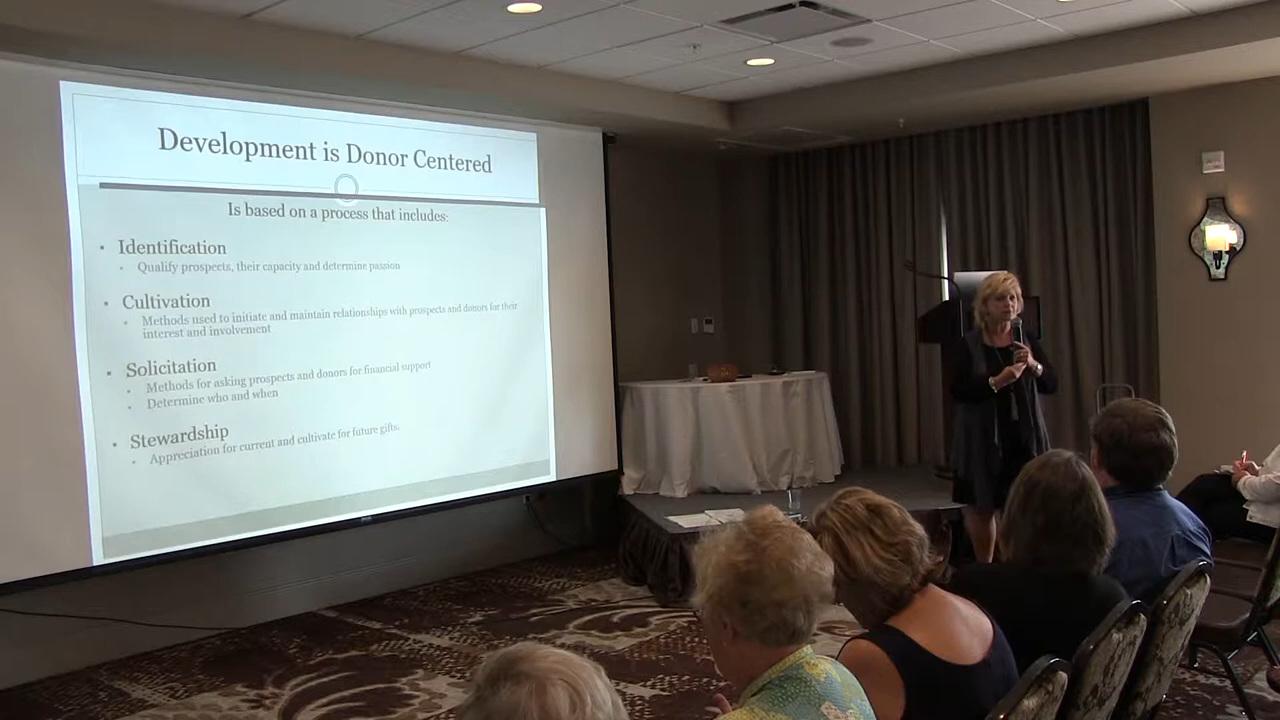 Development is Donor Centered
Is based on a process that includes:
Identification
Qualify prospects, their capacity and determine passion
Cultivation
Methods used to initiate and maintain relationships with prospects and donors for their
interest and involvement
Solicitation
Methods for asking prospects and donors for financial support
Determine who and when
Stewardship
Appreciation for current and cultivate for future gifts.